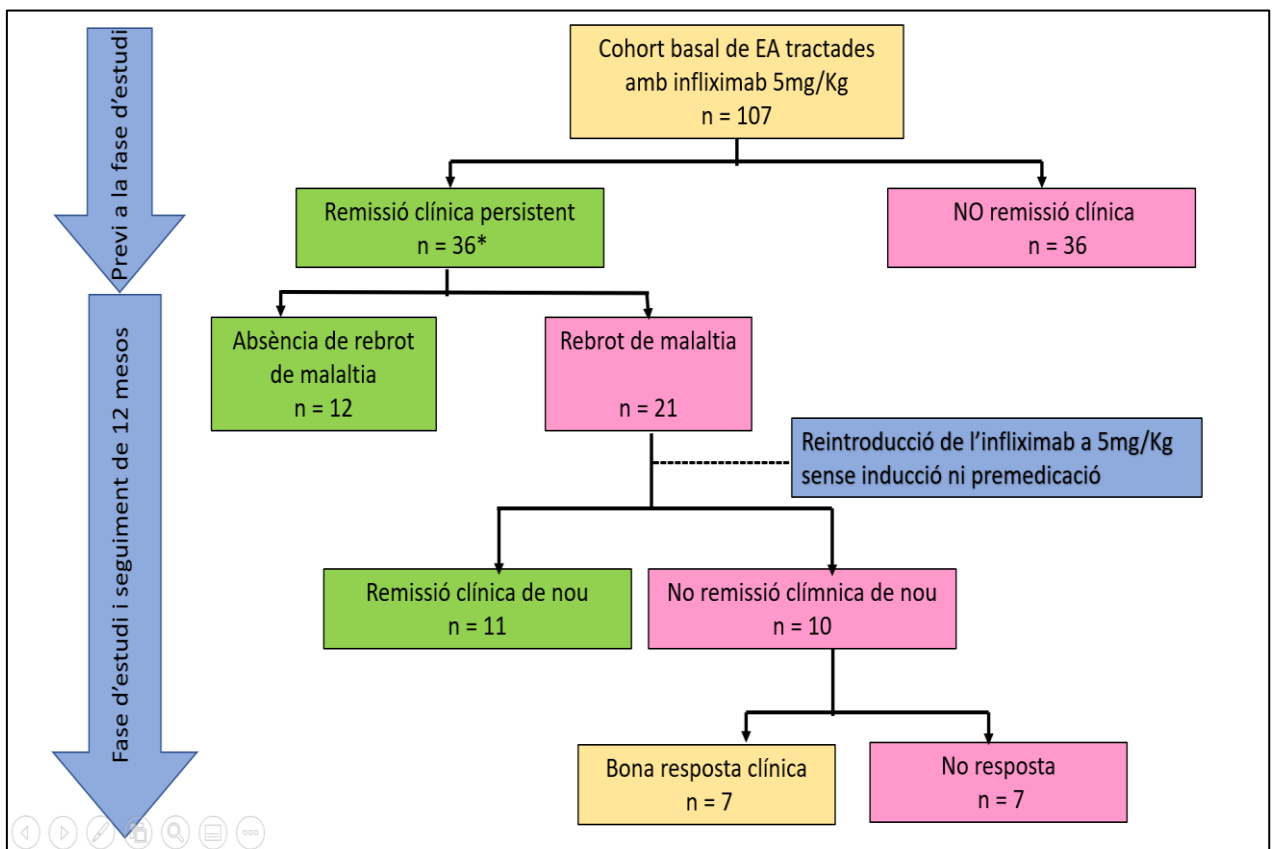 Previ a la fase d'estudi
Cohort basal de EA tractades
amb infliximab 5mg/Kg
n = 107
Remissió clínica persistent
n = 36*
NO remissió clínica
n = 36
Fase d'estudi i seguiment de 12 mesos
Absència de rebrot
de malaltia
n = 12
Rebrot de malaltia
n = 21
Reintroducció de l'infliximab a 5mg/Kg
sense inducció ni premedicació
Remissió clínica de nou
n = 11
No remissió clímnica de nou
n = 10
Bona resposta clínica
n = 7
No resposta
n = 7